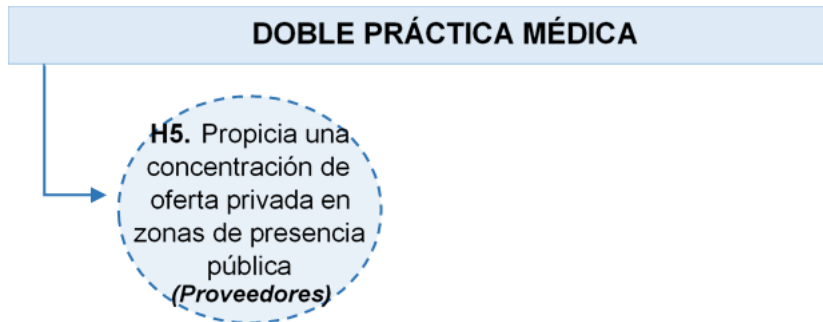 DOBLE PRÁCTICA MÉDICA
H5. Propicia una
concentración de
oferta privada en
zonas de presencia
pública
(Proveedores)